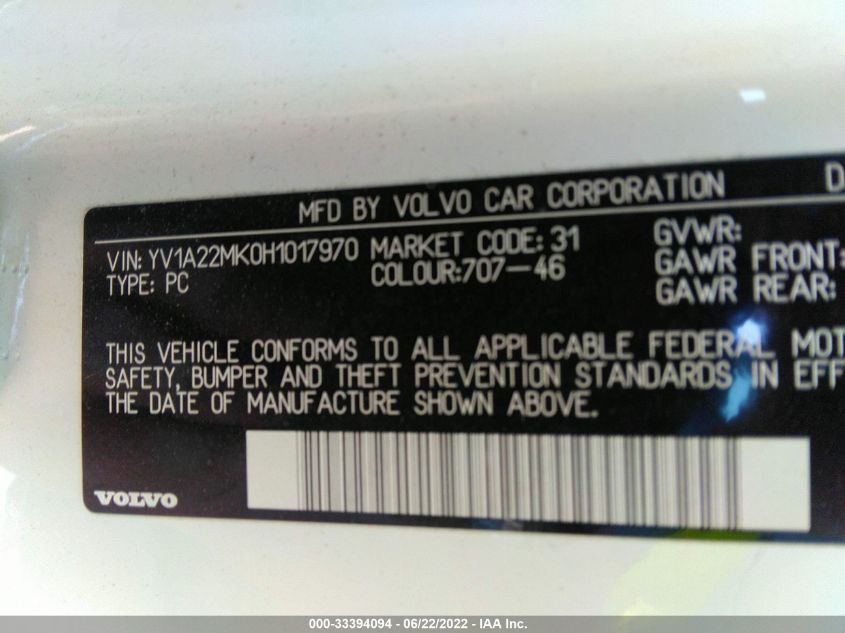 MFD BY VOLVO CAR CORPORATION
VIN: YV1A22MK0H1017970 MARKET CODE: 31 GVWR:
TYPE: PC COLOUR:707-46 GAWR FRONT:
GAWR REAR:
THIS VEHICLE CONFORMS TO ALL APPLICABLE FEDERAL MOT
SAFETY, BUMPER AND THEFT PREVENTION STANDARDS IN EFF
THE DATE OF MANUFACTURE SHOWN ABOVE.
VOLVO
000-33394094 - 06/22/2022 - IAA Inc.